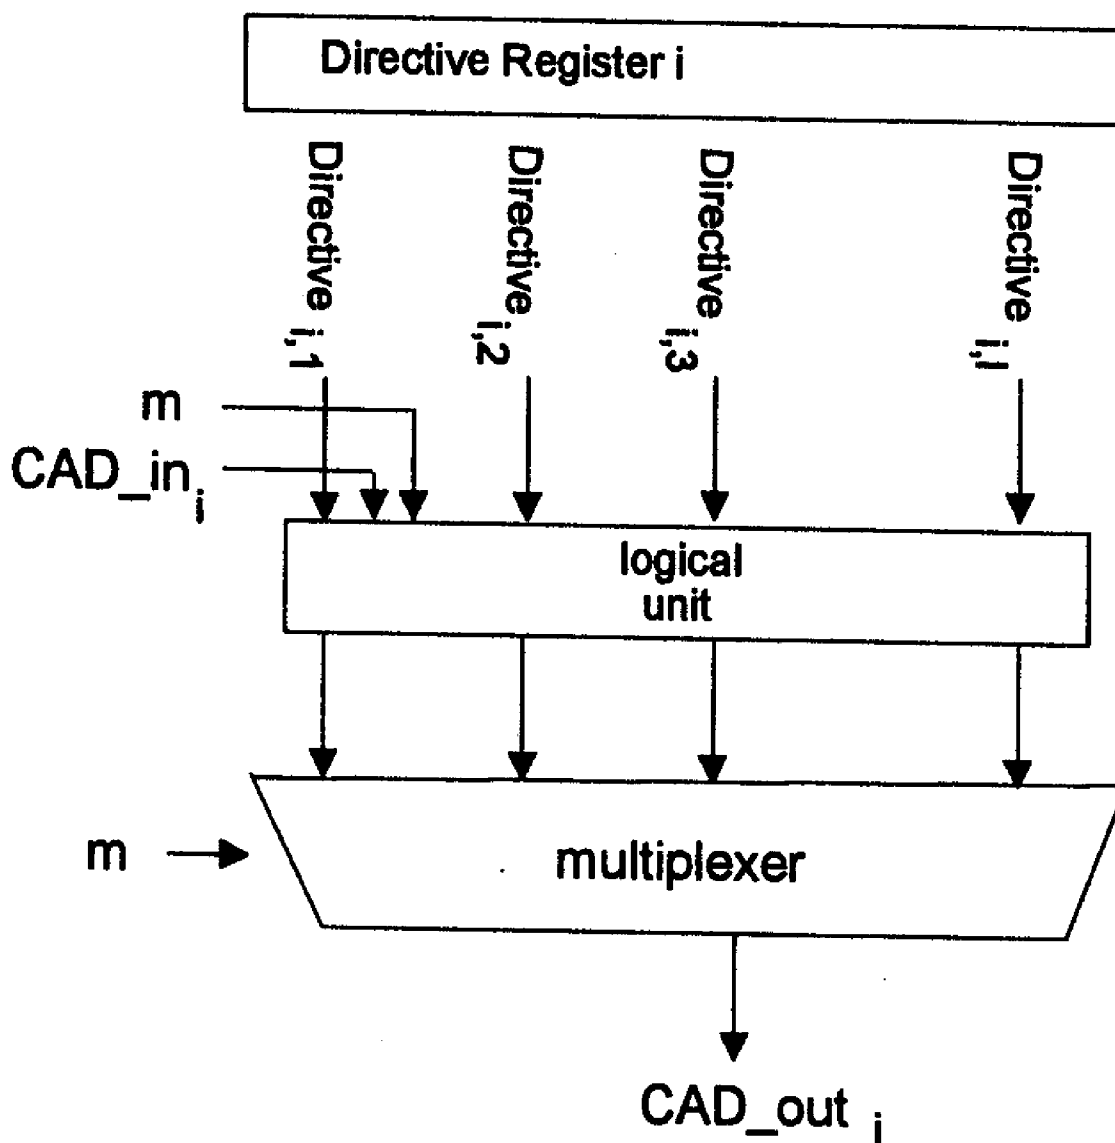 Directive Register i
Directive i,1
Directive i,2
Directive i,3
Directive i,l
m
CAD_in i
logical
unit
m
multiplexer
CAD_out i